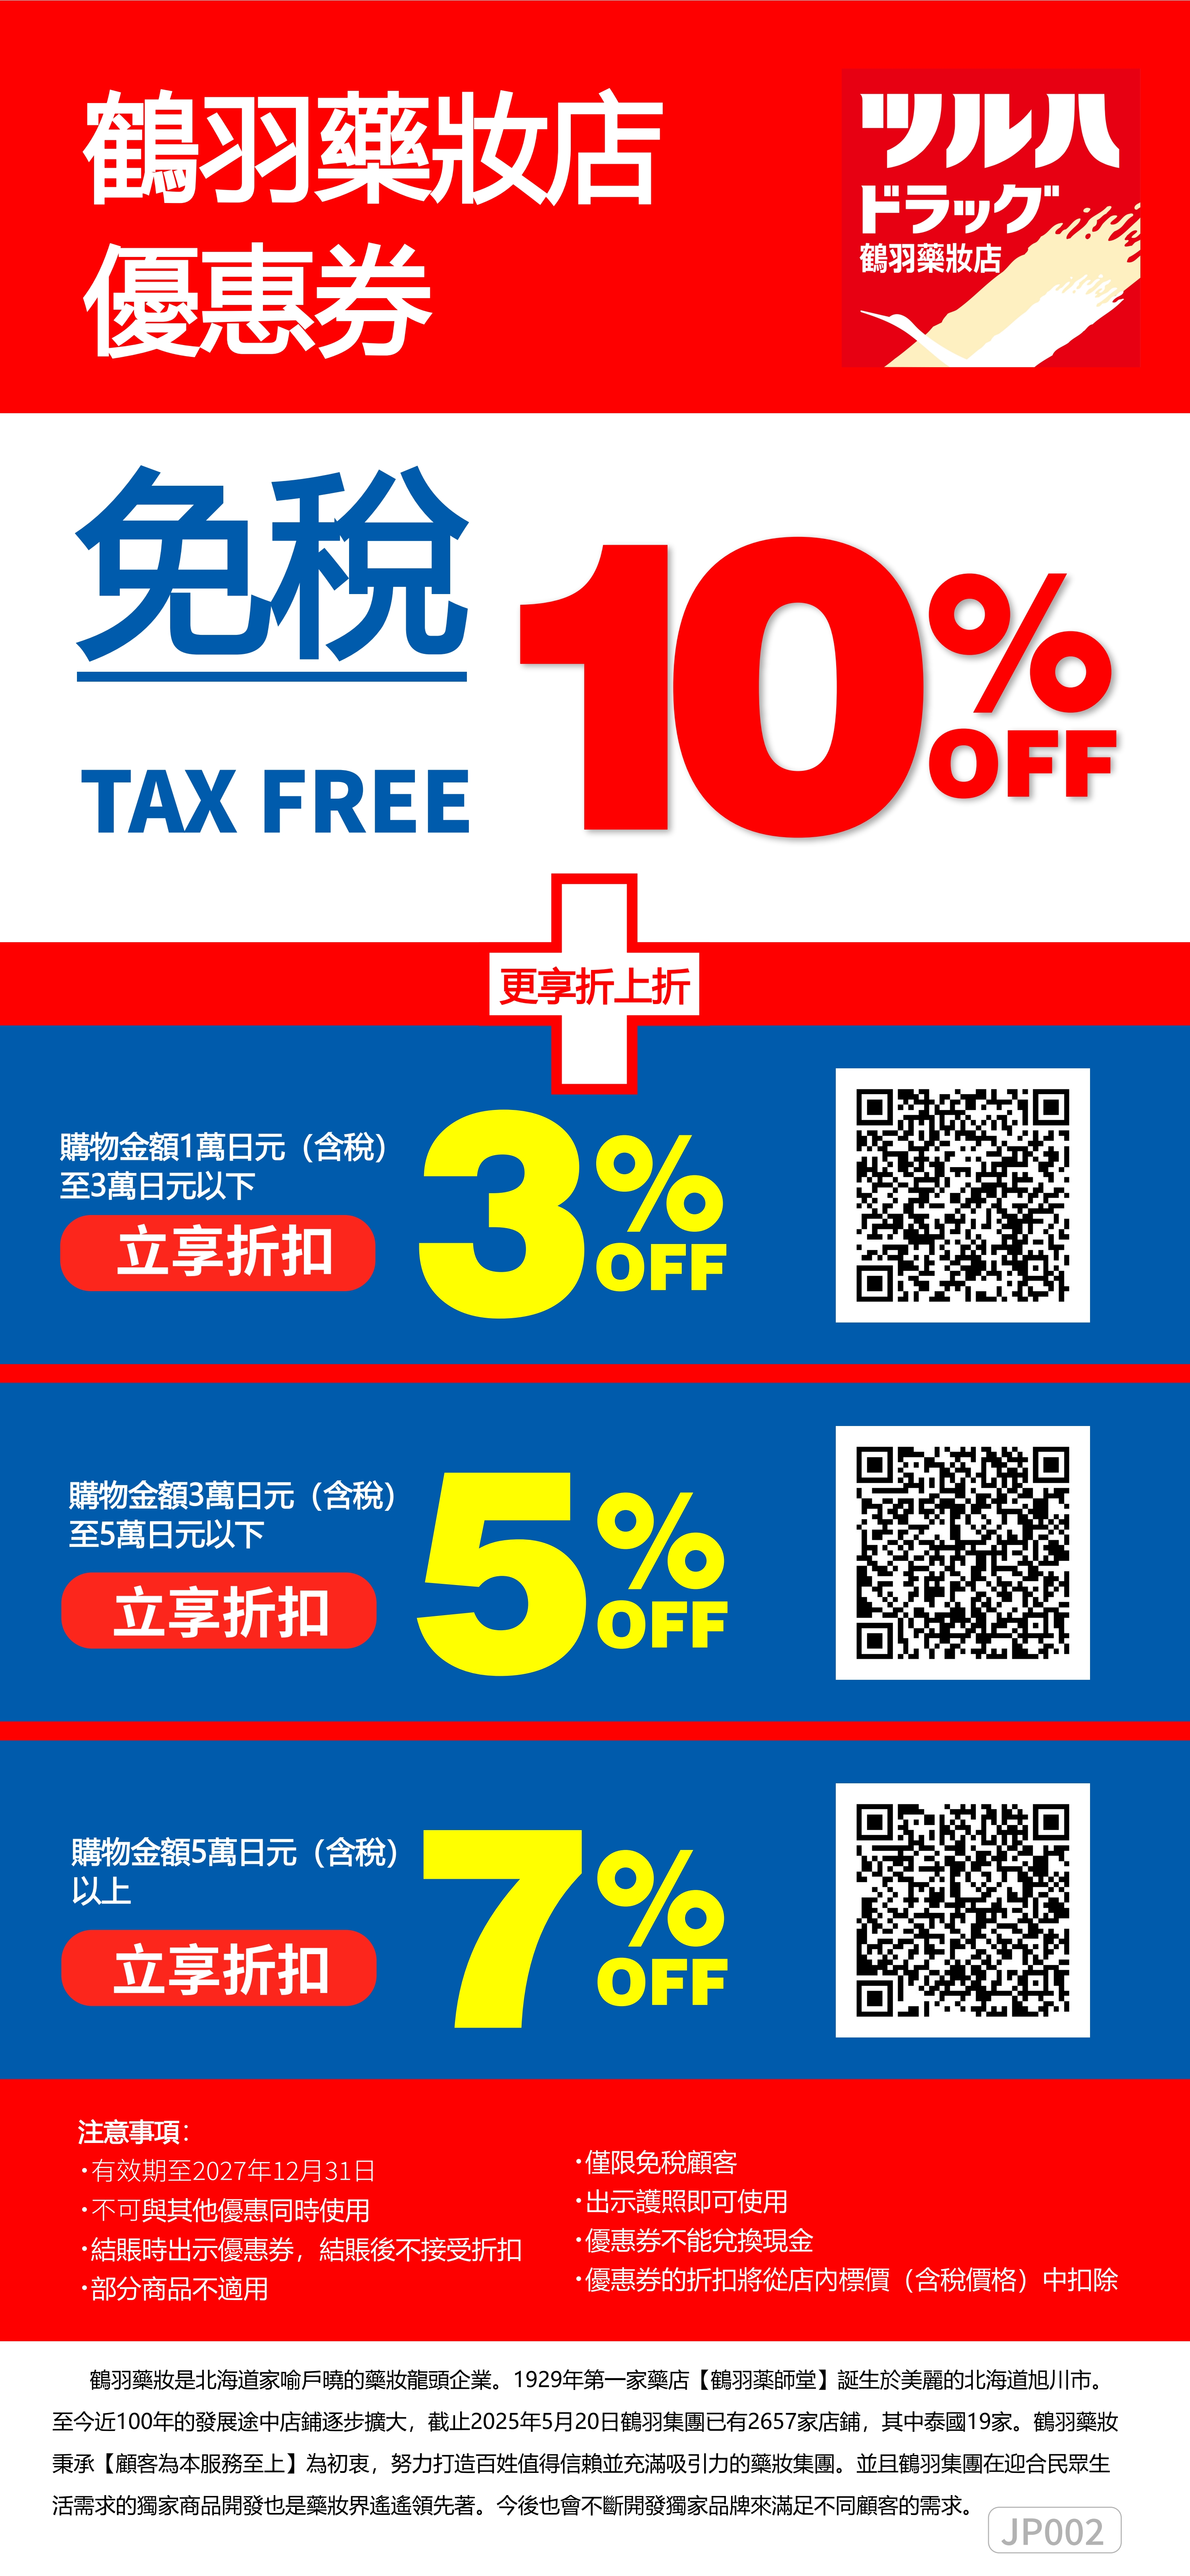 鶴羽藥妝店
優惠券
ツルハ
ドラッグ
鶴羽藥妝店
免稅
TAX FREE
10%
OFF
更享折上折
購物金額1萬日元（含稅）
至3萬日元以下
立享折扣
3%
OFF
購物金額3萬日元（含稅）
至5萬日元以下
立享折扣
5%
OFF
購物金額5萬日元（含稅）
以上
立享折扣
7%
OFF
注意事項：
·有效期至2027年12月31日
·不可與其他優惠同時使用
·結賬時出示優惠券，結賬後不接受折扣
·部分商品不適用
·僅限免稅顧客
·出示護照即可使用
·優惠券不能兌換現金
·優惠券的折扣將從店內標價（含稅價格）中扣除
鶴羽藥妝是北海道家喻戶曉的藥妝龍頭企業。1929年第一家藥店【鶴羽薬師堂】誕生於美麗的北海道旭川市。
至今近100年的發展途中店鋪逐步擴大，截止2025年5月20日鶴羽集團已有2657家店鋪，其中泰國19家。鶴羽藥妝
秉承【顧客為本服務至上】為初衷，努力打造百姓值得信賴並充滿吸引力的藥妝集團。並且鶴羽集團在迎合民眾生
活需求的獨家商品開發也是藥妝界遙遙領先著。今後也會不斷開發獨家品牌來滿足不同顧客的需求。
JP002